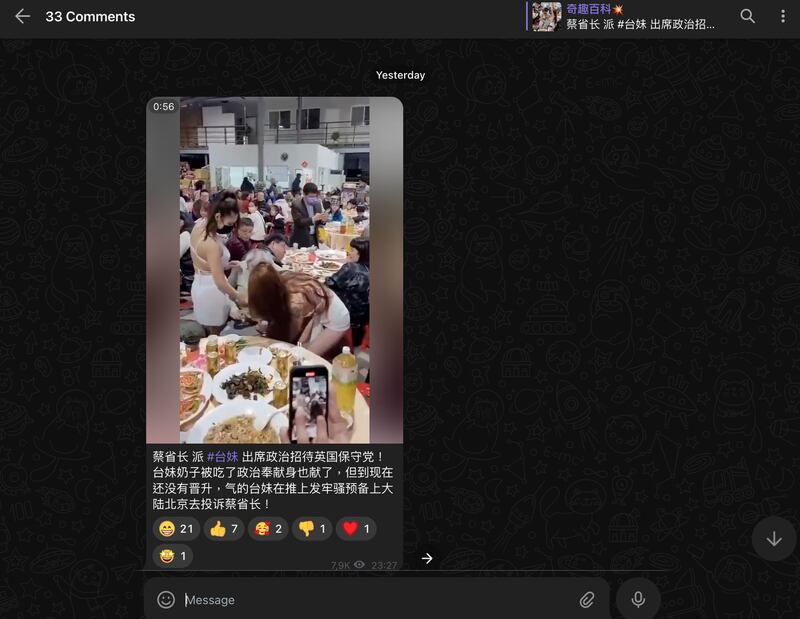 33 Comments
奇趣百科💥
蔡省长 派 #台妹 出席政治招...
Yesterday
0:56
蔡省长 派 #台妹 出席政治招待英国保守党！
台妹奶子被吃了政治奉献身也献了，但到现在
还没有晋升，气的台妹在推上发牢骚预备上大
陆北京去投诉蔡省长！
😁 21 👍 7 🥰 2 👎 1 ❤️ 1
🤩 1
7,9K 23:27
Message